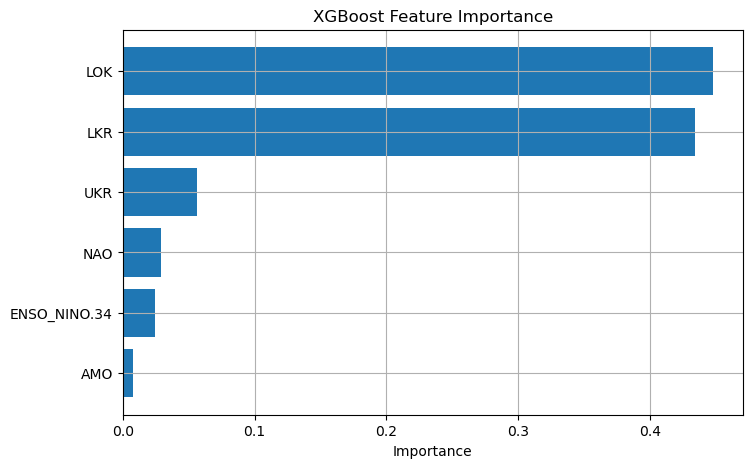 XGBoost Feature Importance
LOK
LKR
UKR
NAO
ENSO_NINO.34
AMO
0.0 0.1 0.2 0.3 0.4
Importance